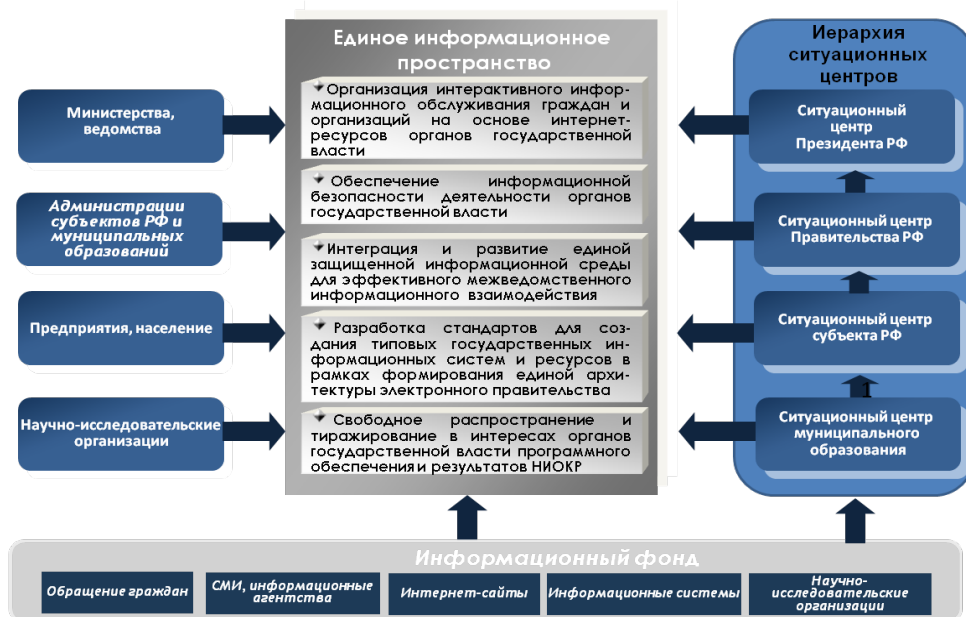 Единое информационное
пространство
Организация интерактивного инфор-
мационного обслуживания граждан и
организаций на основе интернет-
ресурсов органов государственной
власти
Обеспечение информационной
безопасности деятельности органов
государственной власти
Интеграция и развитие единой
защищенной информационной среды
для эффективного межведомственного
информационного взаимодействия
Разработка стандартов для соз-
дания типовых государственных ин-
формационных систем и ресурсов в
рамках формирования единой архи-
тектуры электронного правительства
Свободное распространение и
тиражирование в интересах органов
государственной власти программного
обеспечения и результатов НИОКР
Министерства,
ведомства
Администрации
субъектов РФ и
муниципальных
образований
Предприятия, население
Научно-исследовательские
организации
Иерархия
ситуационных
центров
Ситуационный
центр
Президента РФ
Ситуационный центр
Правительства РФ
Ситуационный центр
субъекта РФ
1
Ситуационный центр
муниципального
образования
Информационный фонд
Обращение граждан
СМИ, информационные
агентства
Интернет-сайты
Информационные системы
Научно-
исследовательские
организации